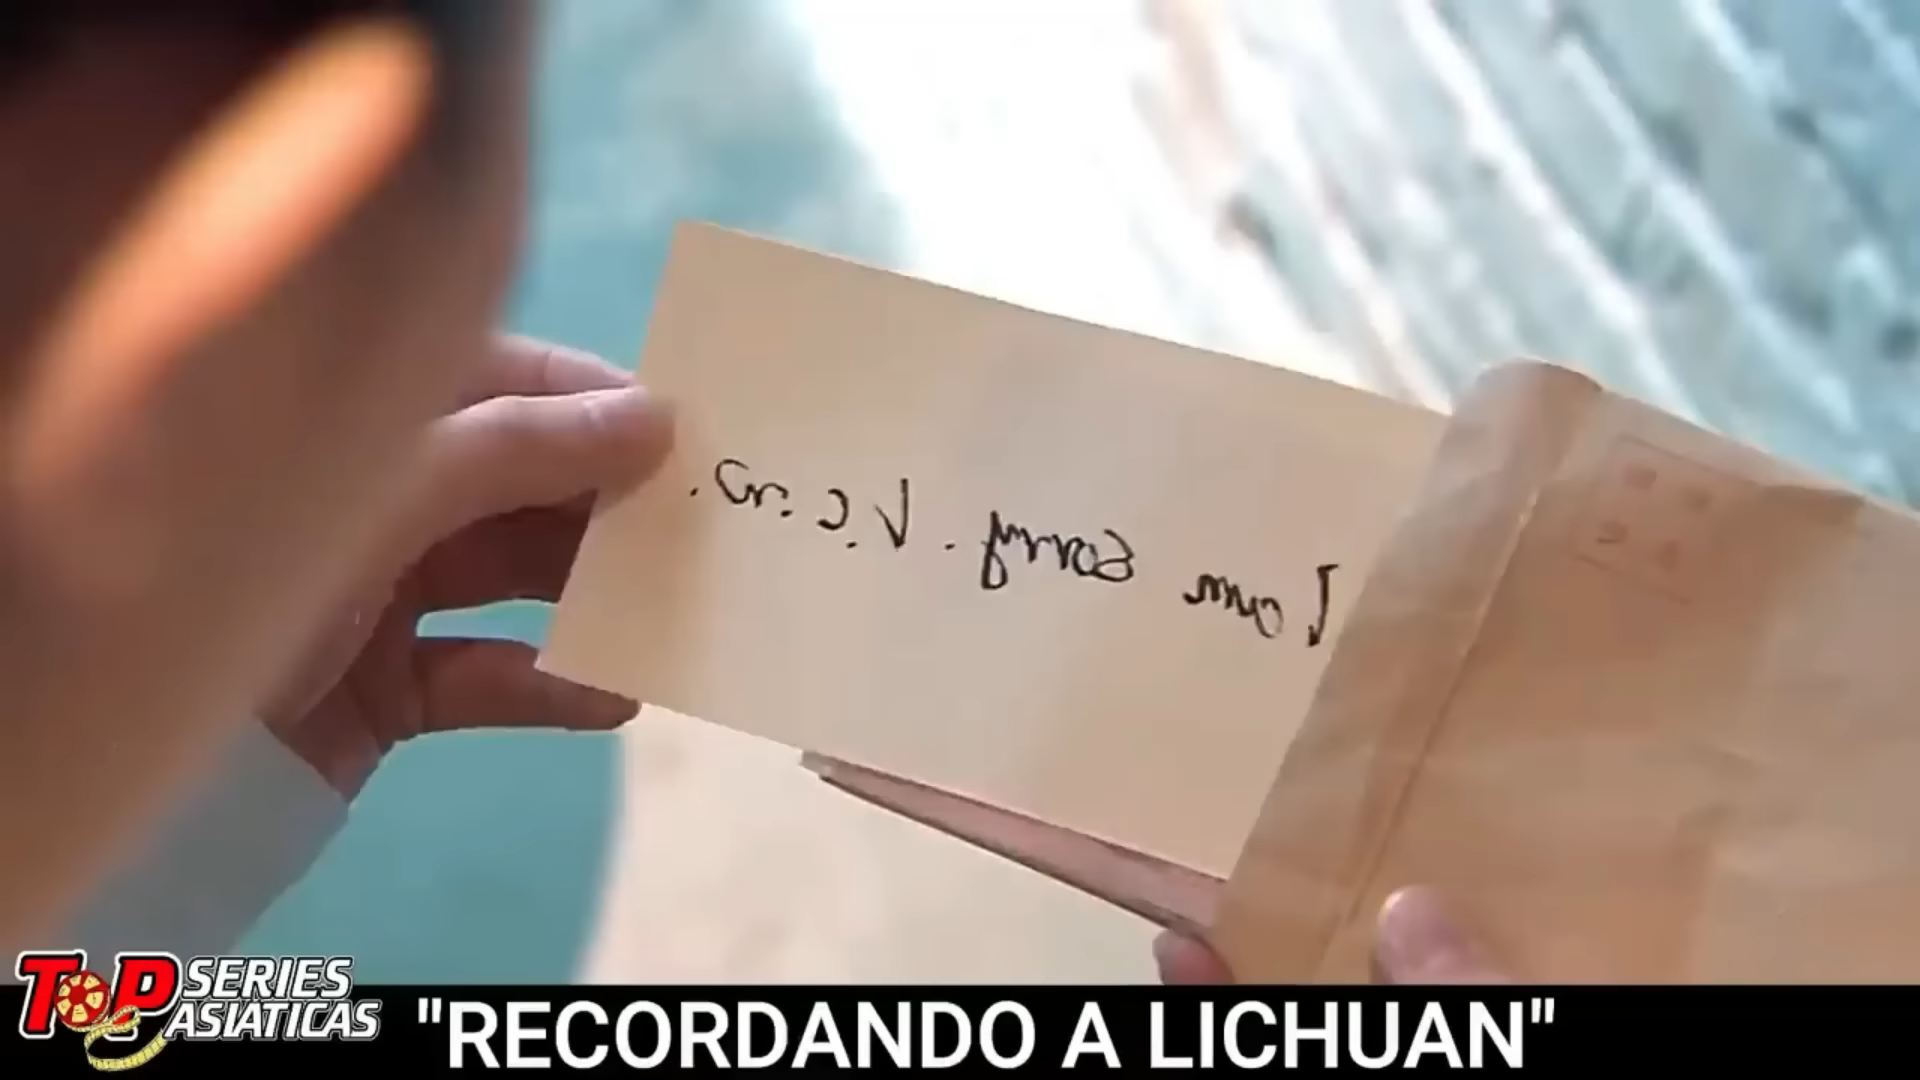 I am sorry.
TOP SERIES
ASIATICAS
"RECORDANDO A LICHUAN"